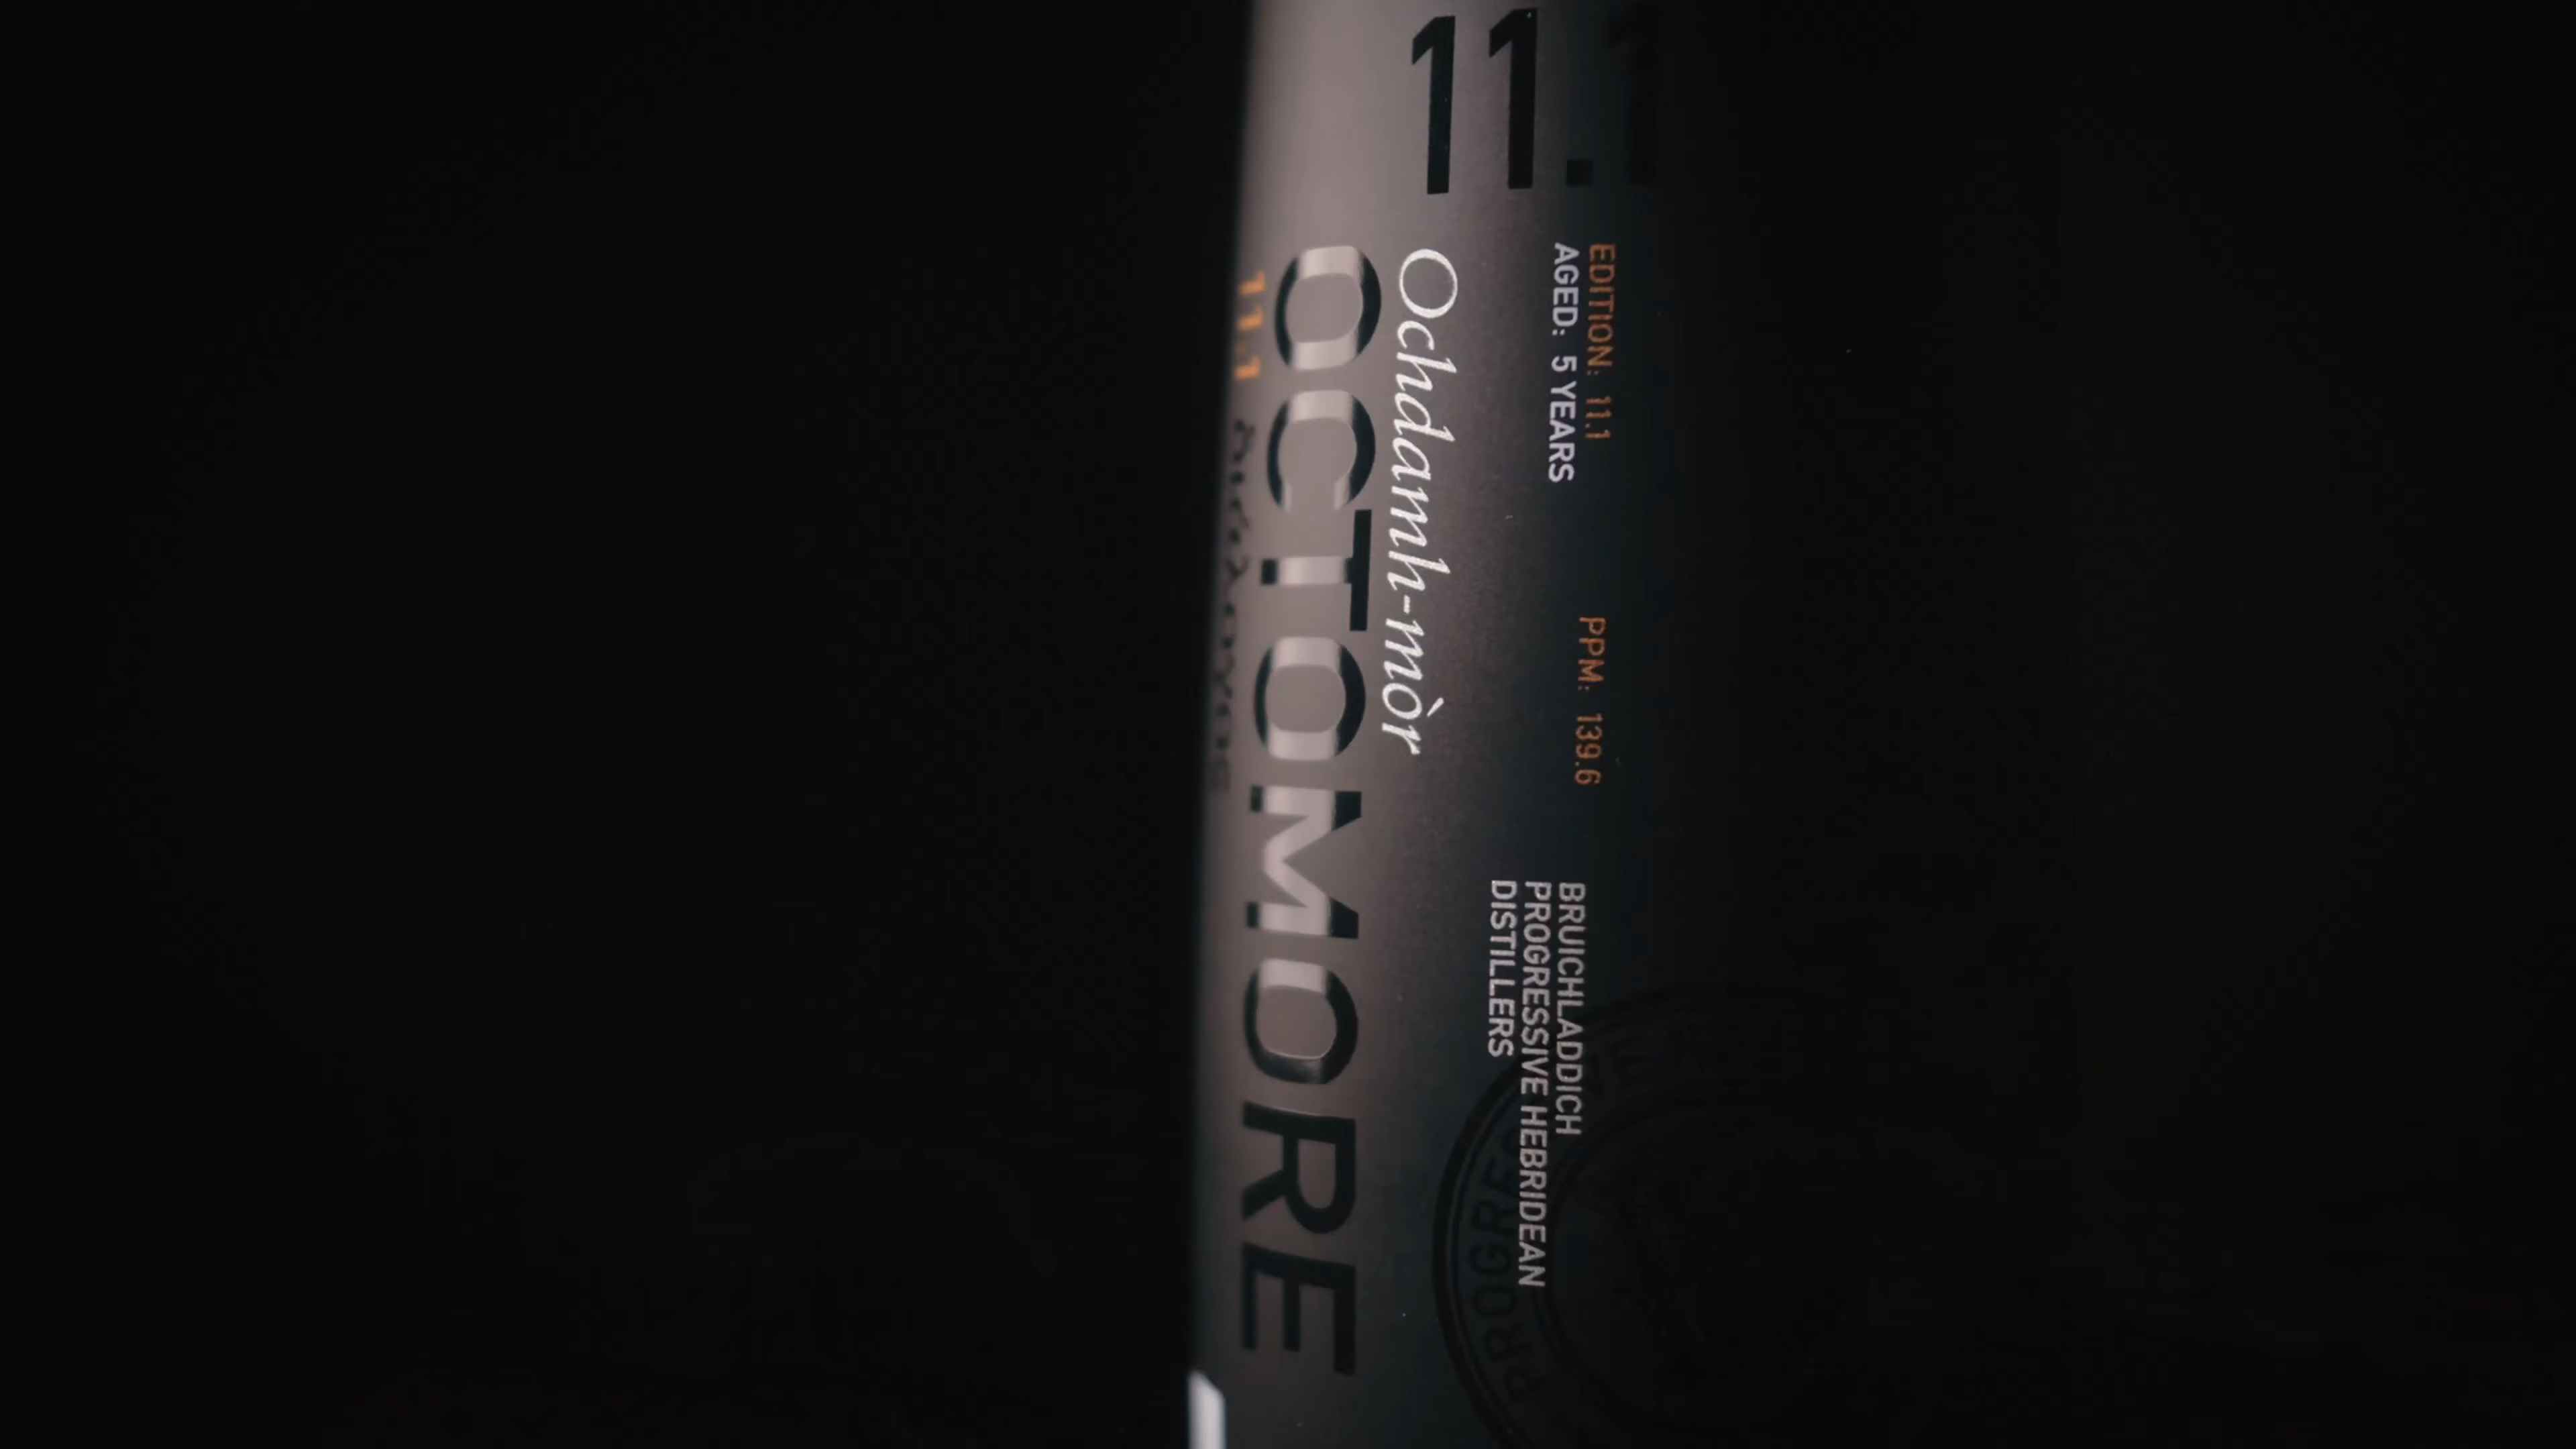 11.1
EDITION: 11.1
AGED: 5 YEARS
PPM: 139.6
BRUICHLADDICH
PROGRESSIVE HEBRIDEAN
DISTILLERS
Ochdamh-mòr
OCTOMORE
11.1